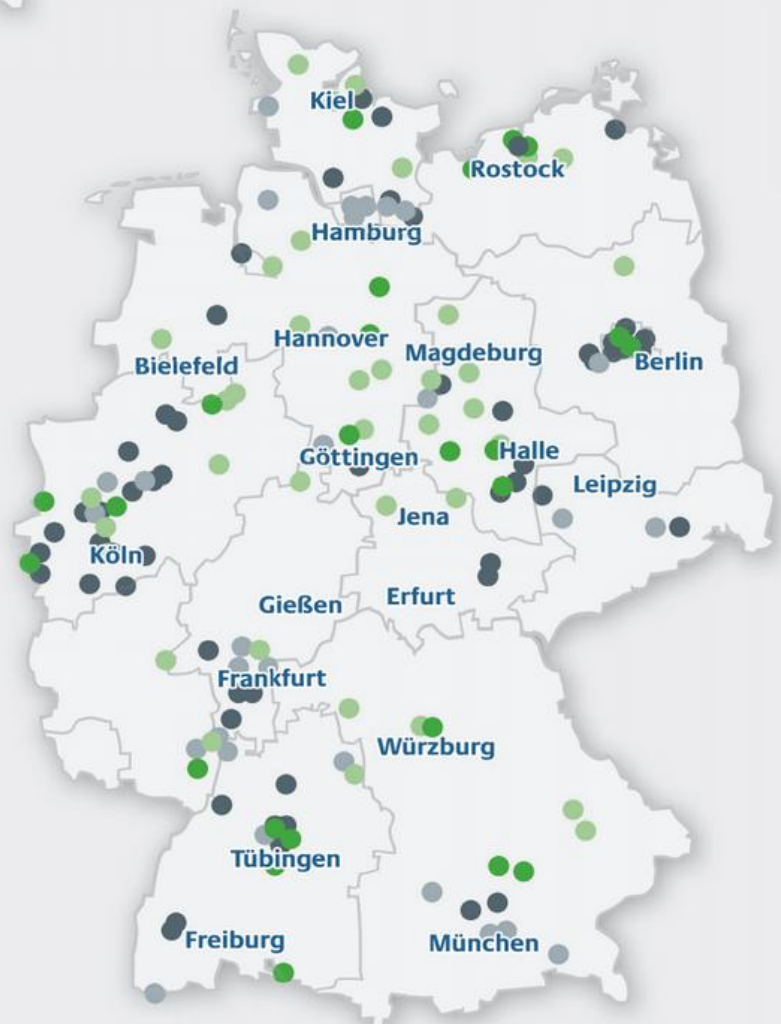 Kiel
Rostock
Hamburg
Hannover
Magdeburg
Berlin
Bielefeld
Göttingen
Halle
Leipzig
Jena
Köln
Erfurt
Gießen
Frankfurt
Würzburg
Tübingen
Freiburg
München